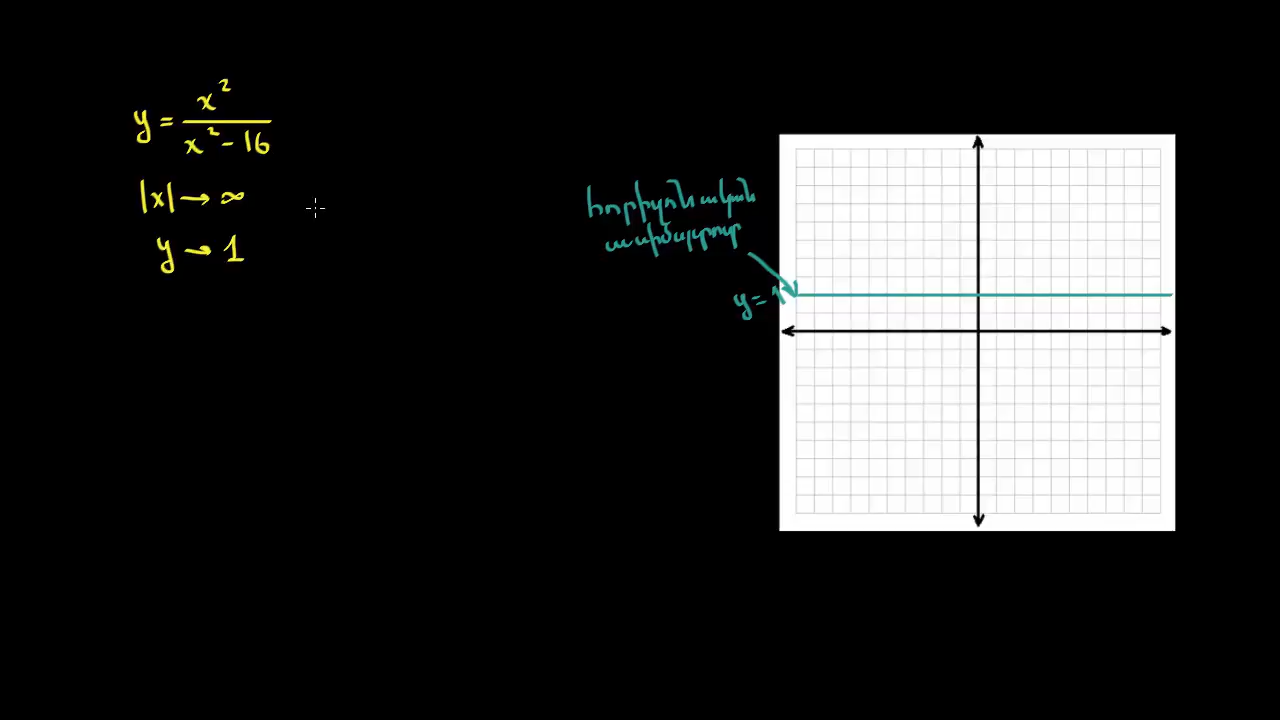 y = x² / (x² - 16)
|x| → ∞
y → 1
հորիզոնական
ասիմպտոտ
y = 1